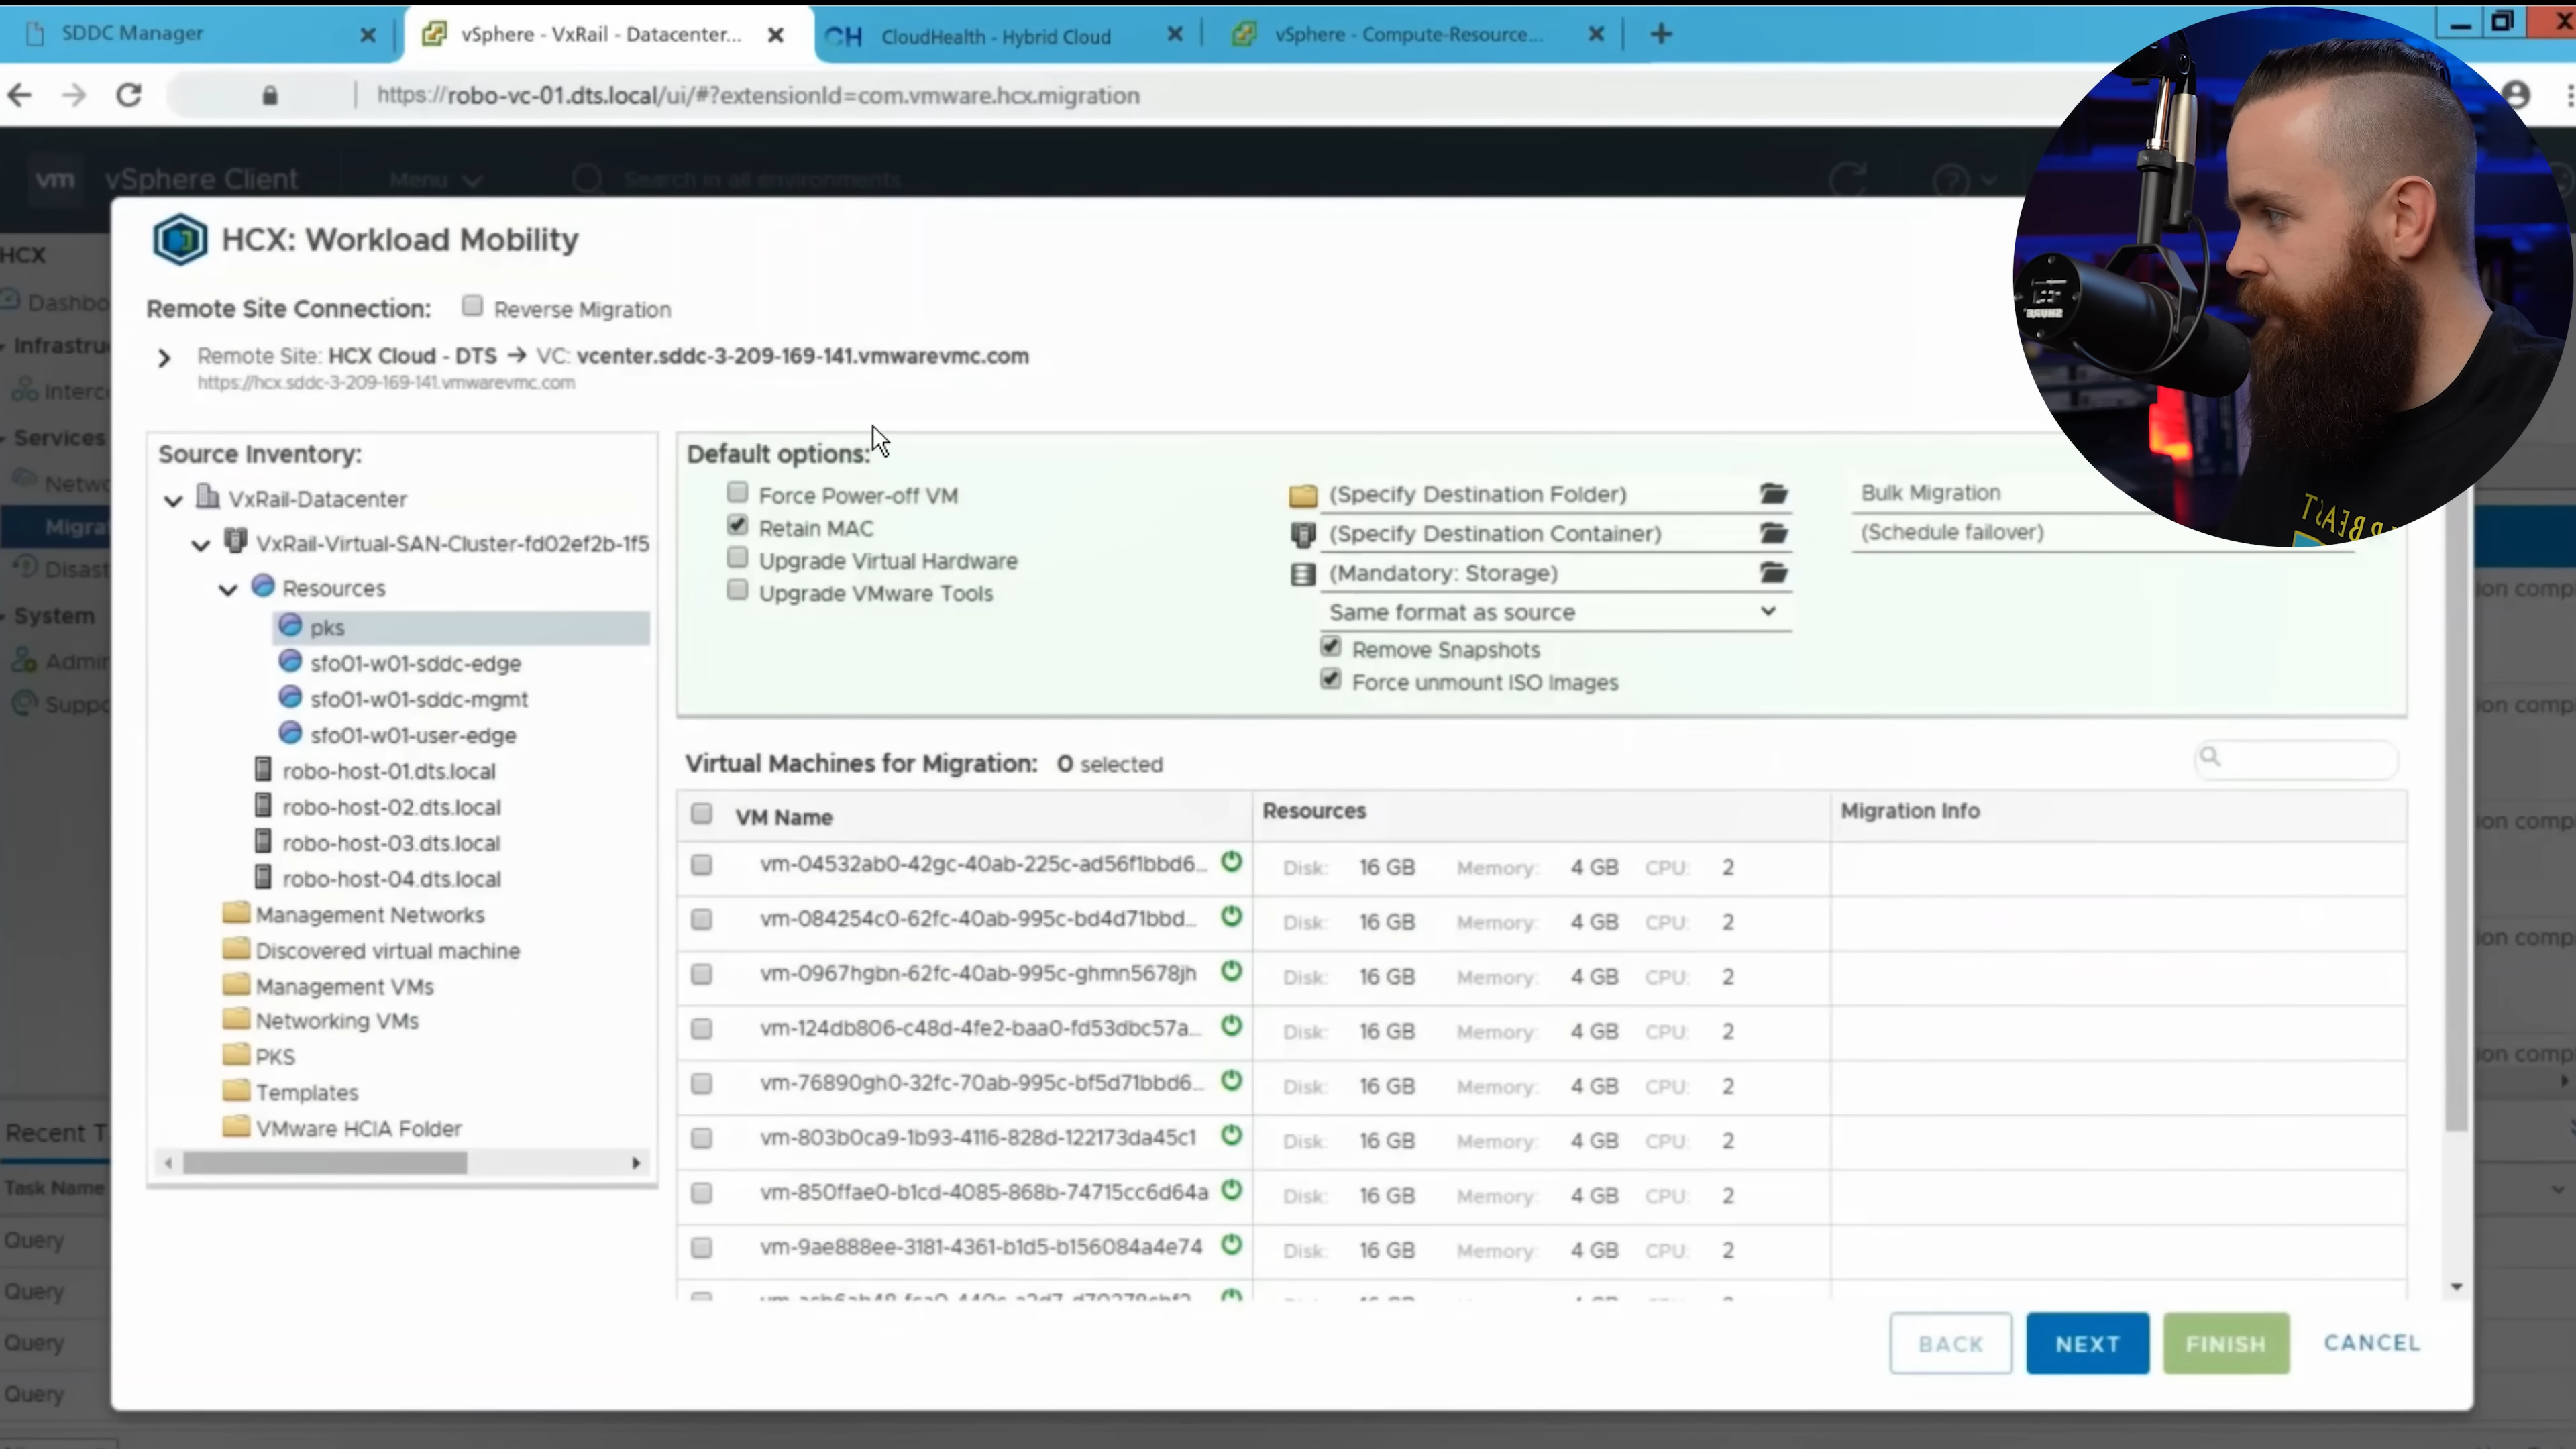 SDDC Manager
vSphere - VxRail - Datacenter...
CH CloudHealth - Hybrid Cloud
vSphere - Compute-Resource...
https://robo-vc-01.dts.local/ui/#?extensionId=com.vmware.hcx.migration
vm vSphere Client Menu Search in all environments
HCX
Dashbo
Infrastru
Interc
Services
Netwo
Migrat
Disast
System
Admin
Suppo
HCX: Workload Mobility
Remote Site Connection: Reverse Migration
Remote Site: HCX Cloud - DTS → VC: vcenter.sddc-3-209-169-141.vmwarevmc.com
https://hcx.sddc-3-209-169-141.vmwarevmc.com
Source Inventory:
VxRail-Datacenter
VxRail-Virtual-SAN-Cluster-fd02ef2b-1f5
Resources
pks
sfo01-w01-sddc-edge
sfo01-w01-sddc-mgmt
sfo01-w01-user-edge
robo-host-01.dts.local
robo-host-02.dts.local
robo-host-03.dts.local
robo-host-04.dts.local
Management Networks
Discovered virtual machine
Management VMs
Networking VMs
PKS
Templates
VMware HCIA Folder
Default options:
Force Power-off VM
Retain MAC
Upgrade Virtual Hardware
Upgrade VMware Tools
(Specify Destination Folder)
(Specify Destination Container)
(Mandatory: Storage)
Same format as source
Remove Snapshots
Force unmount ISO Images
Bulk Migration
(Schedule failover)
Virtual Machines for Migration: 0 selected
VM Name Resources Migration Info
vm-04532ab0-42gc-40ab-225c-ad56f1bbd6... Disk: 16 GB Memory: 4 GB CPU: 2
vm-084254c0-62fc-40ab-995c-bd4d71bbd... Disk: 16 GB Memory: 4 GB CPU: 2
vm-0967hgbn-62fc-40ab-995c-ghmn5678jh Disk: 16 GB Memory: 4 GB CPU: 2
vm-124db806-c48d-4fe2-baa0-fd53dbc57a... Disk: 16 GB Memory: 4 GB CPU: 2
vm-76890gh0-32fc-70ab-995c-bf5d71bbd6... Disk: 16 GB Memory: 4 GB CPU: 2
vm-803b0ca9-1b93-4116-828d-122173da45c1 Disk: 16 GB Memory: 4 GB CPU: 2
vm-850ffae0-b1cd-4085-868b-74715cc6d64a Disk: 16 GB Memory: 4 GB CPU: 2
vm-9ae888ee-3181-4361-b1d5-b156084a4e74 Disk: 16 GB Memory: 4 GB CPU: 2
BACK NEXT FINISH CANCEL
Recent T
Task Name
Query
Query
Query
Query
ion comp
ion comp
ion comp
ion comp
ion comp
SHURE